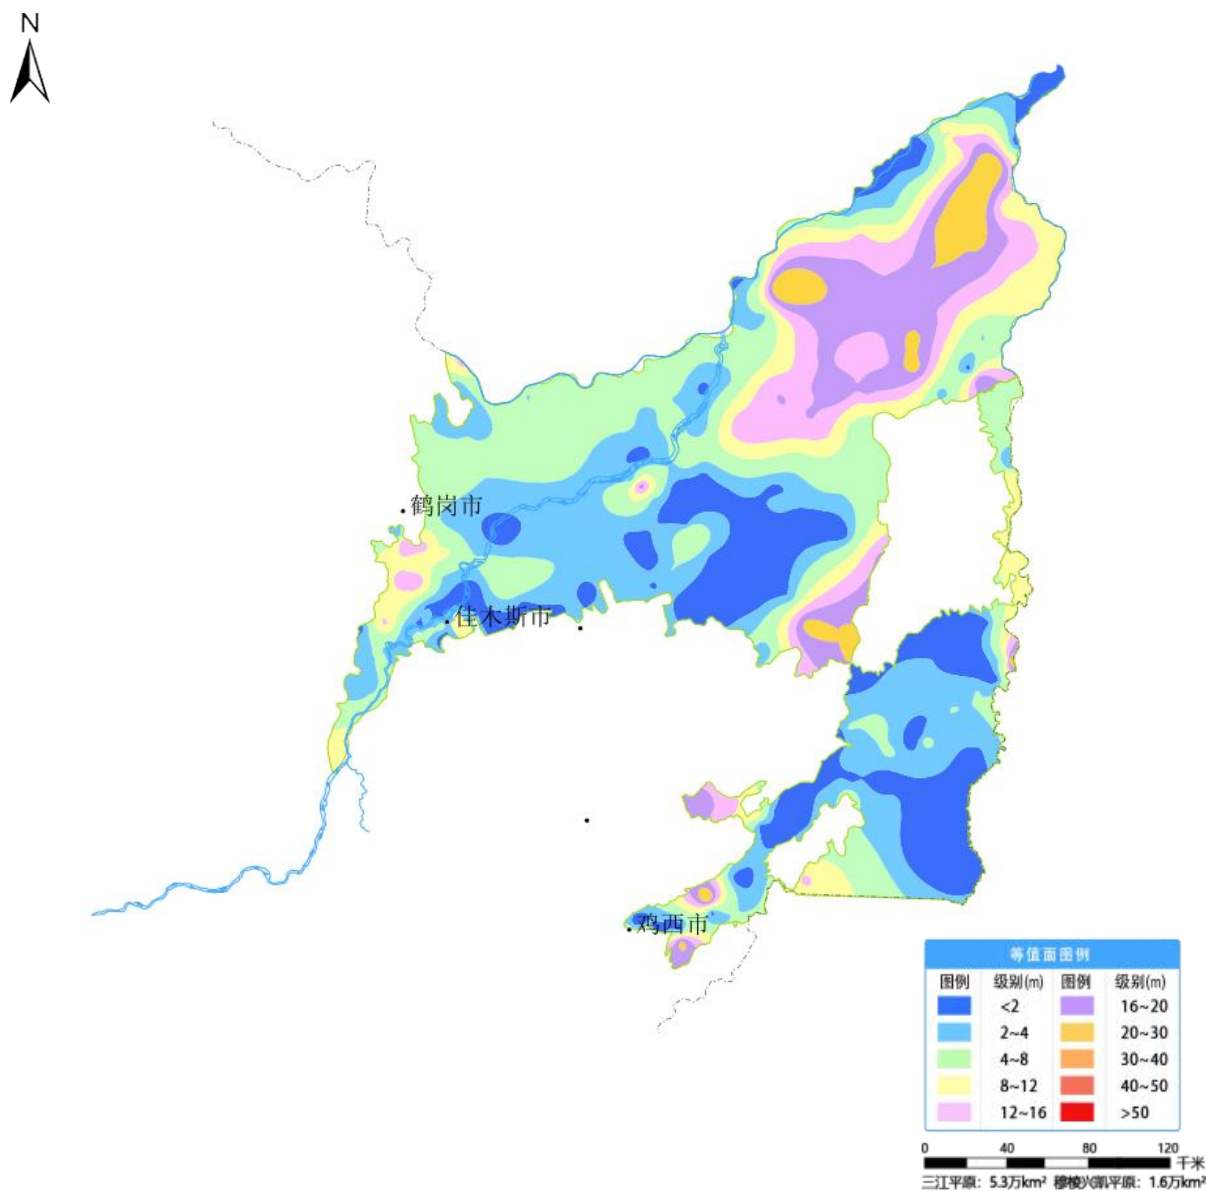 N
鹤岗市
佳木斯市
鸡西市
等值面图例
图例 级别(m) 图例 级别(m)
<2 16~20
2~4 20~30
4~8 30~40
8~12 40~50
12~16 >50
0 40 80 120
千米
三江平原：5.3万km² 穆棱兴凯平原：1.6万km²